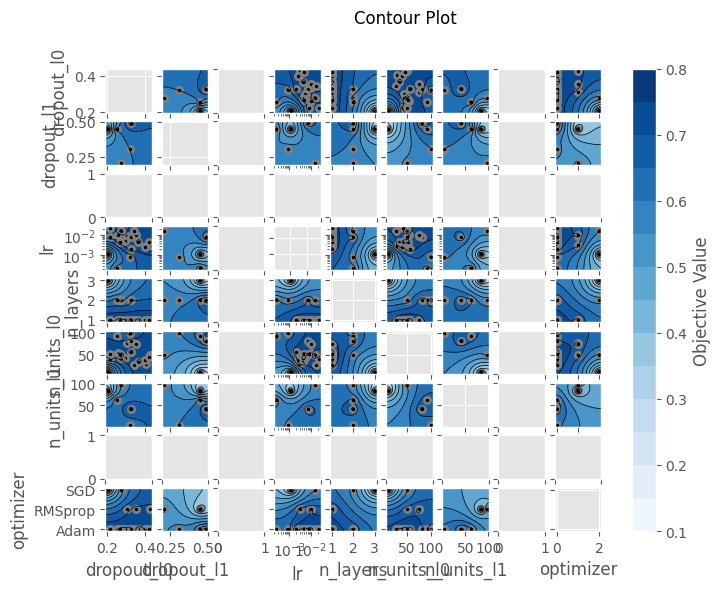 Contour Plot
dropout_l0
0.4
0.2
dropout_l1
0.50
0.25
1
0
lr
10⁻²
10⁻³
n_layers
3
2
1
n_units_l0
100
50
n_units_l1
100
50
1
0
optimizer
SGD
RMSprop
Adam
0.2 0.4 0.25 0.50 0 1 10⁻³ 10⁻² 1 2 3 50 100 50 100 0 1 0 2
dropout_l0 dropout_l1 lr n_layers n_units_l0 n_units_l1 optimizer
0.8
0.7
0.6
0.5
0.4
0.3
0.2
0.1
Objective Value